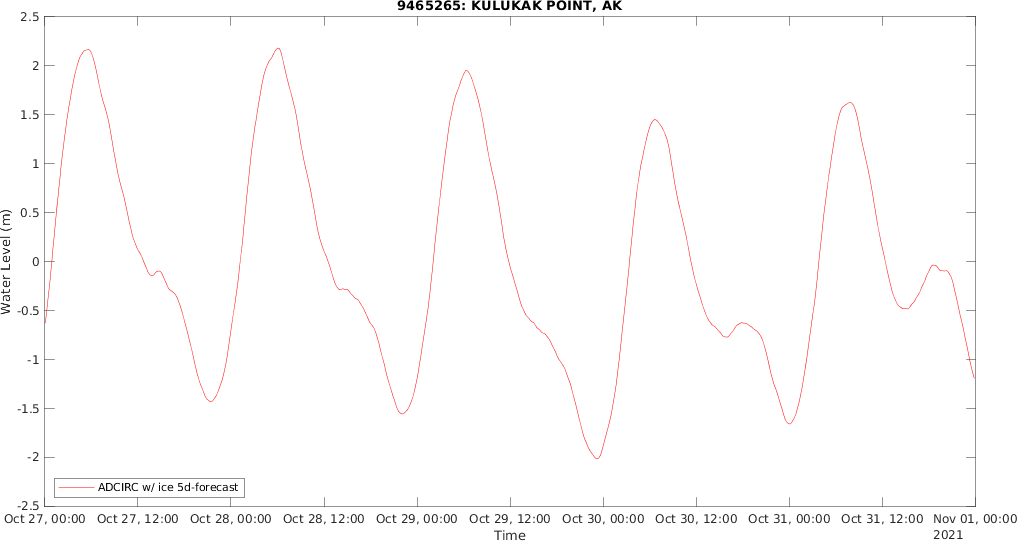 9465265: KULUKAK POINT, AK
2.5
2
1.5
1
0.5
0
-0.5
-1
-1.5
-2
-2.5
Water Level (m)
ADCIRC w/ ice 5d-forecast
Oct 27, 00:00 Oct 27, 12:00 Oct 28, 00:00 Oct 28, 12:00 Oct 29, 00:00 Oct 29, 12:00 Oct 30, 00:00 Oct 30, 12:00 Oct 31, 00:00 Oct 31, 12:00 Nov 01, 00:00
2021
Time